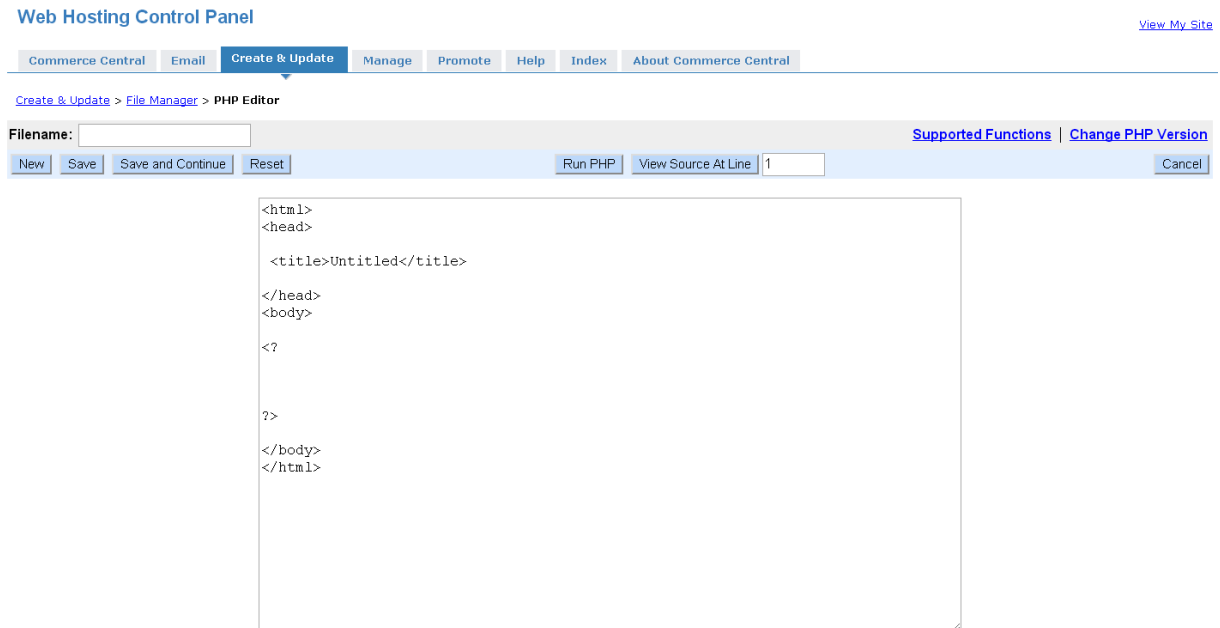 Web Hosting Control Panel
View My Site
Commerce Central Email Create & Update Manage Promote Help Index About Commerce Central
Create & Update > File Manager > PHP Editor
Filename: Supported Functions | Change PHP Version
New Save Save and Continue Reset Run PHP View Source At Line 1 Cancel
<html>
<head>
<title>Untitled</title>
</head>
<body>
<?
?>
</body>
</html>